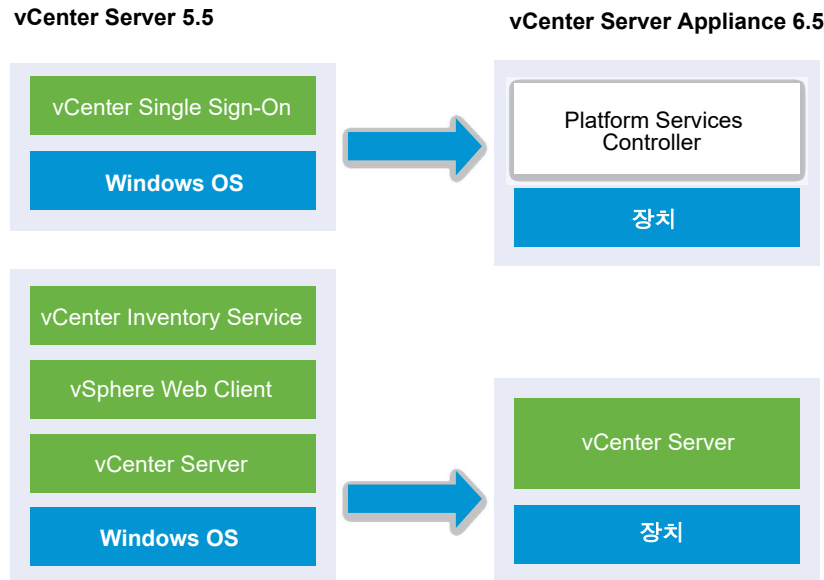 vCenter Server 5.5
vCenter Server Appliance 6.5
vCenter Single Sign-On
Windows OS
Platform Services
Controller
장치
vCenter Inventory Service
vSphere Web Client
vCenter Server
Windows OS
vCenter Server
장치